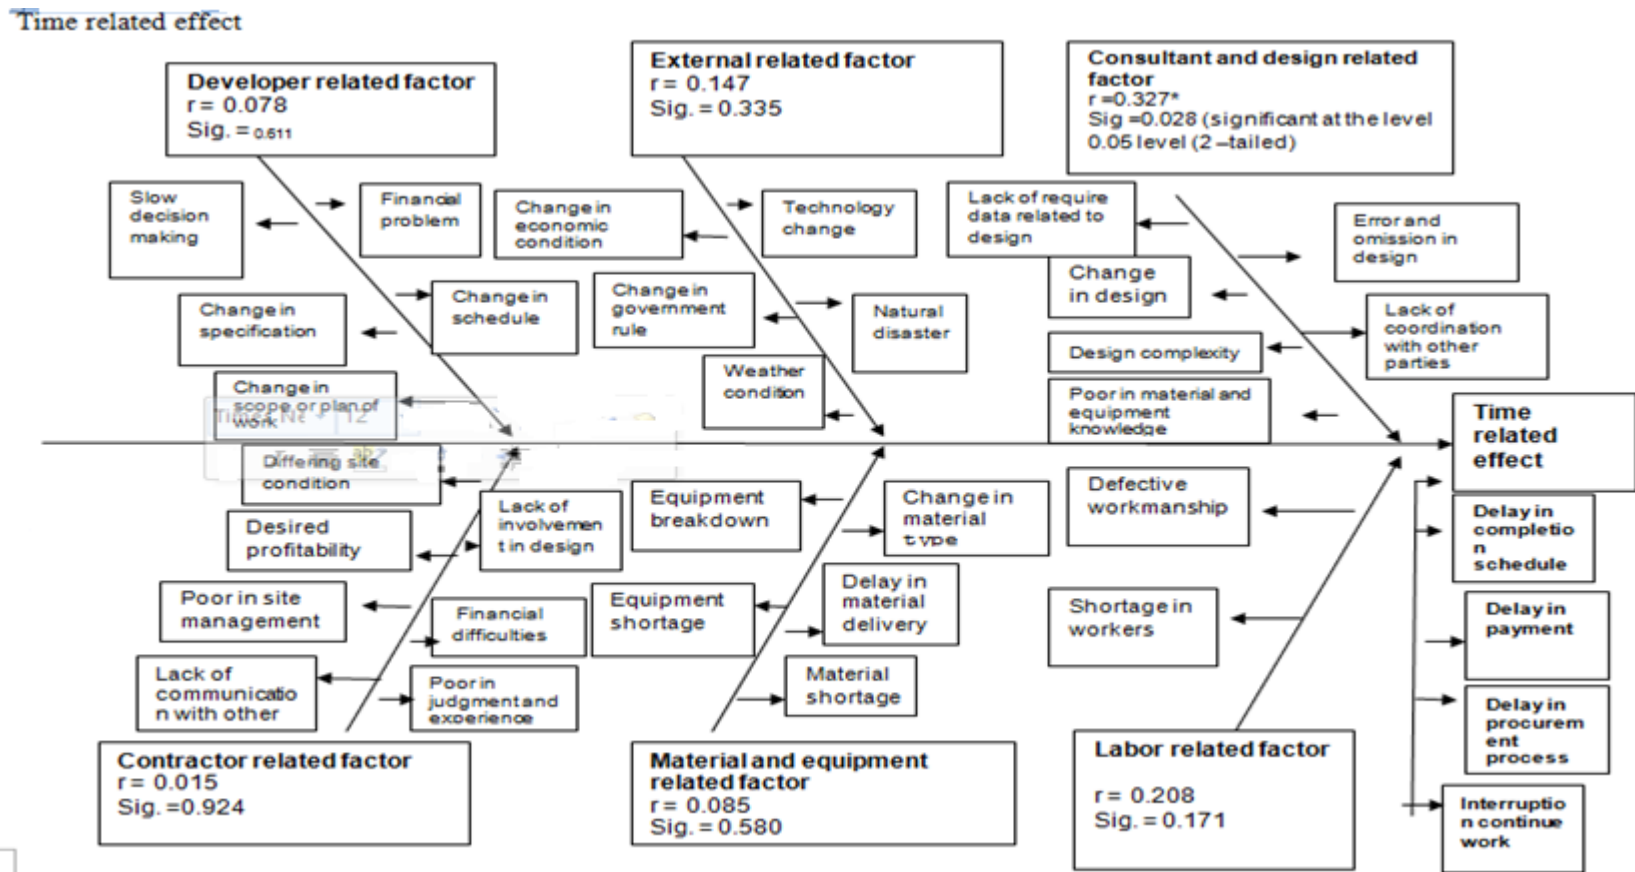 Time related effect
Developer related factor
r = 0.078
Sig. = 0.611
External related factor
r = 0.147
Sig. = 0.335
Consultant and design related
factor
r =0.327*
Sig =0.028 (significant at the level
0.05 level (2 –tailed)
Slow
decision
making
Financial
problem
Change in
economic
condition
Technology
change
Lack of require
data related to
design
Error and
omission in
design
Change in
specification
Change in
schedule
Change in
government
rule
Natural
disaster
Change
in design
Lack of
coordination
with other
parties
Design complexity
Weather
condition
Change in
scope or plan of
work
Poor in material and
equipment
knowledge
Time
related
effect
Times Ne 12
Differing site
condition
Lack of
involvemen
t in design
Desired
profitability
Equipment
breakdown
Change in
material
type
Defective
workmanship
Delay in
completio
n
schedule
Poor in site
management
Financial
difficulties
Equipment
shortage
Delay in
material
delivery
Shortage in
workers
Delay in
payment
Lack of
communicatio
n with other
Poor in
judgment and
experience
Material
shortage
Delay in
procurem
ent
process
Contractor related factor
r = 0.015
Sig. =0.924
Material and equipment
related factor
r = 0.085
Sig. = 0.580
Labor related factor
r = 0.208
Sig. = 0.171
Interruptio
n continue
work